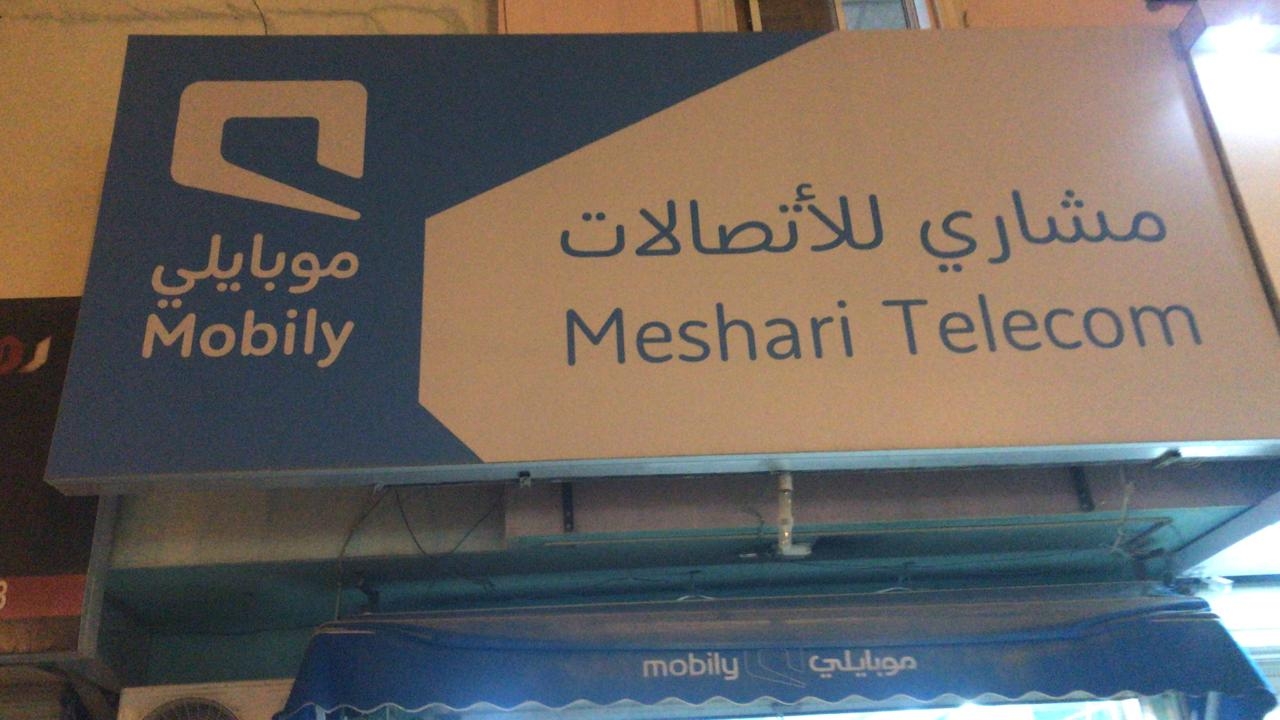 موبايلي
Mobily
مشاري للأتصالات
Meshari Telecom
mobily موبايلي